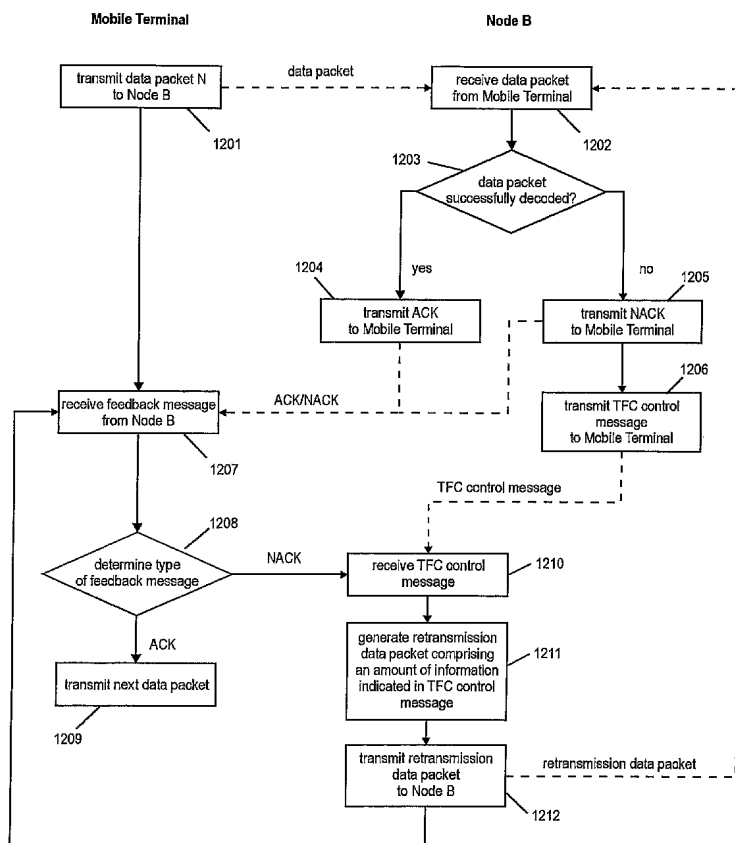 Mobile Terminal
Node B
transmit data packet N
to Node B
1201
data packet
receive data packet
from Mobile Terminal
1202
1203
data packet
successfully decoded?
yes
no
1204
transmit ACK
to Mobile Terminal
1205
transmit NACK
to Mobile Terminal
1206
transmit TFC control
message
to Mobile Terminal
ACK/NACK
receive feedback message
from Node B
1207
TFC control message
1208
determine type
of feedback message
NACK
receive TFC control
message
1210
ACK
transmit next data packet
1209
generate retransmission
data packet comprising
an amount of information
indicated in TFC control
message
1211
transmit retransmission
data packet
to Node B
1212
retransmission data packet